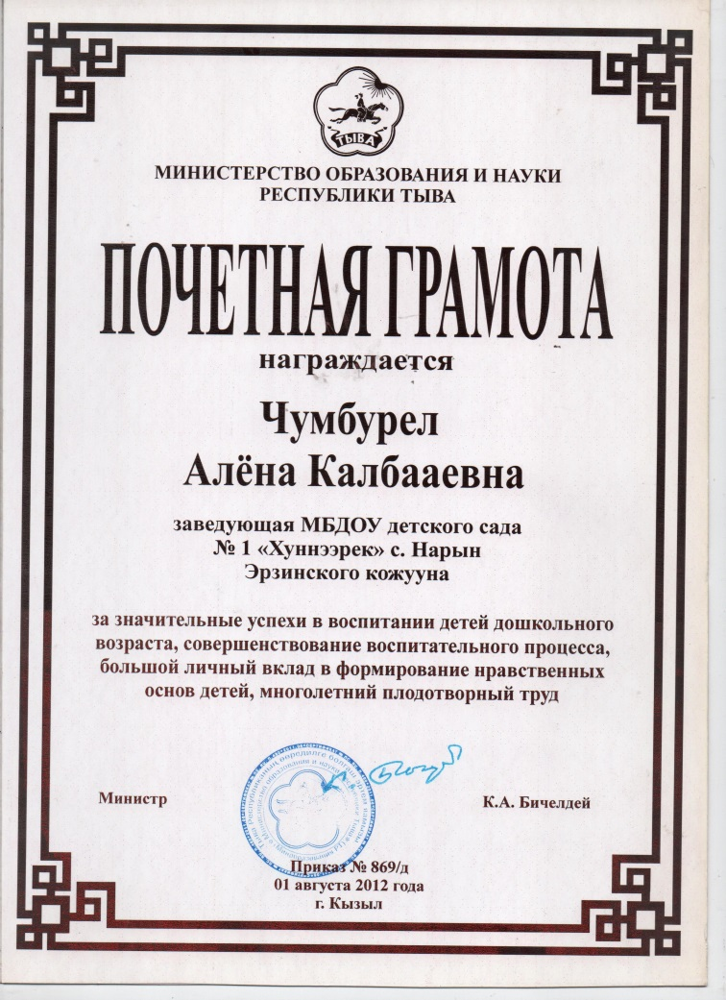 ТЫВА
МИНИСТЕРСТВО ОБРАЗОВАНИЯ И НАУКИ
РЕСПУБЛИКИ ТЫВА
ПОЧЕТНАЯ ГРАМОТА
награждается
Чумбурел
Алёна Калбааевна
заведующая МБДОУ детского сада
№ 1 «Хуннээрек» с. Нарын
Эрзинского кожууна
за значительные успехи в воспитании детей дошкольного
возраста, совершенствование воспитательного процесса,
большой личный вклад в формирование нравственных
основ детей, многолетний плодотворный труд
Министр
К.А. Бичелдей
Приказ № 869/д
01 августа 2012 года
г. Кызыл